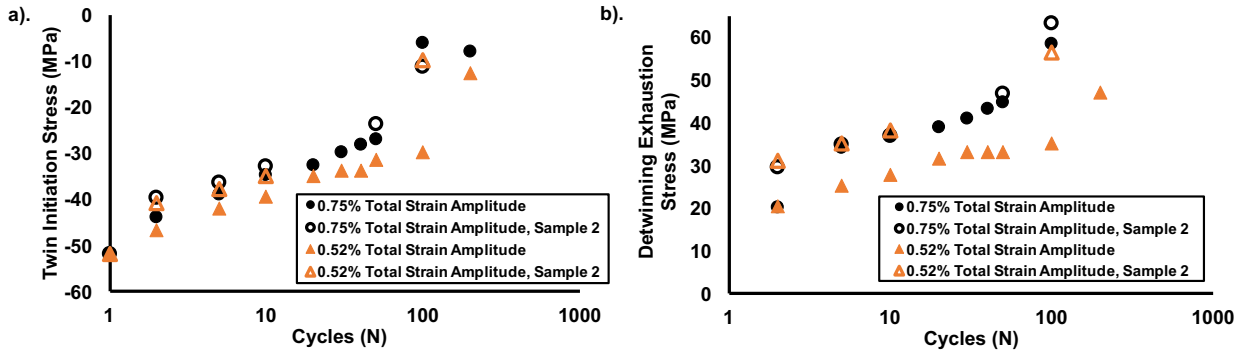 a).
Twin Initiation Stress (MPa)
0
-10
-20
-30
-40
-50
-60
1
10
100
1000
Cycles (N)
0.75% Total Strain Amplitude
0.75% Total Strain Amplitude, Sample 2
0.52% Total Strain Amplitude
0.52% Total Strain Amplitude, Sample 2
b).
Detwinning Exhaustion
Stress (MPa)
60
50
40
30
20
10
0
1
10
100
1000
Cycles (N)
0.75% Total Strain Amplitude
0.75% Total Strain Amplitude, Sample 2
0.52% Total Strain Amplitude
0.52% Total Strain Amplitude, Sample 2